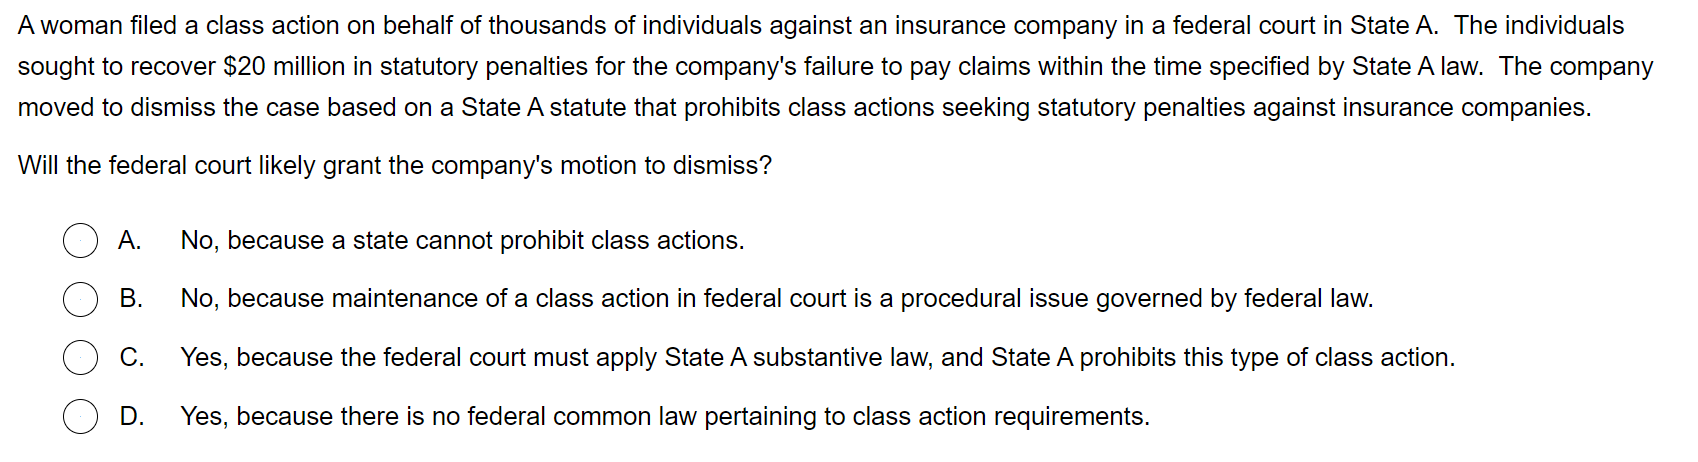 A woman filed a class action on behalf of thousands of individuals against an insurance company in a federal court in State A.  The individuals
sought to recover $20 million in statutory penalties for the company's failure to pay claims within the time specified by State A law.  The company
moved to dismiss the case based on a State A statute that prohibits class actions seeking statutory penalties against insurance companies.
Will the federal court likely grant the company's motion to dismiss?
A. No, because a state cannot prohibit class actions.
B. No, because maintenance of a class action in federal court is a procedural issue governed by federal law.
C. Yes, because the federal court must apply State A substantive law, and State A prohibits this type of class action.
D. Yes, because there is no federal common law pertaining to class action requirements.